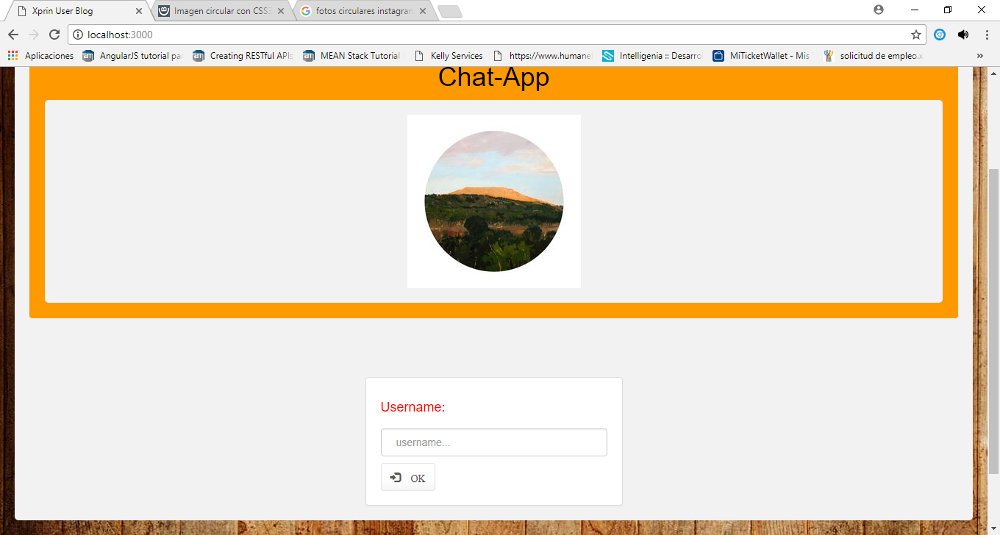 Xprin User Blog
Imagen circular con CSS3
fotos circulares instagram
localhost:3000
Aplicaciones
AngularJS tutorial pa
Creating RESTful APIs
MEAN Stack Tutorial
Kelly Services
https://www.humane
Intelligenia :: Desarro
MiTicketWallet - Mis
solicitud de empleo.x
»
Chat-App
Username:
username...
OK